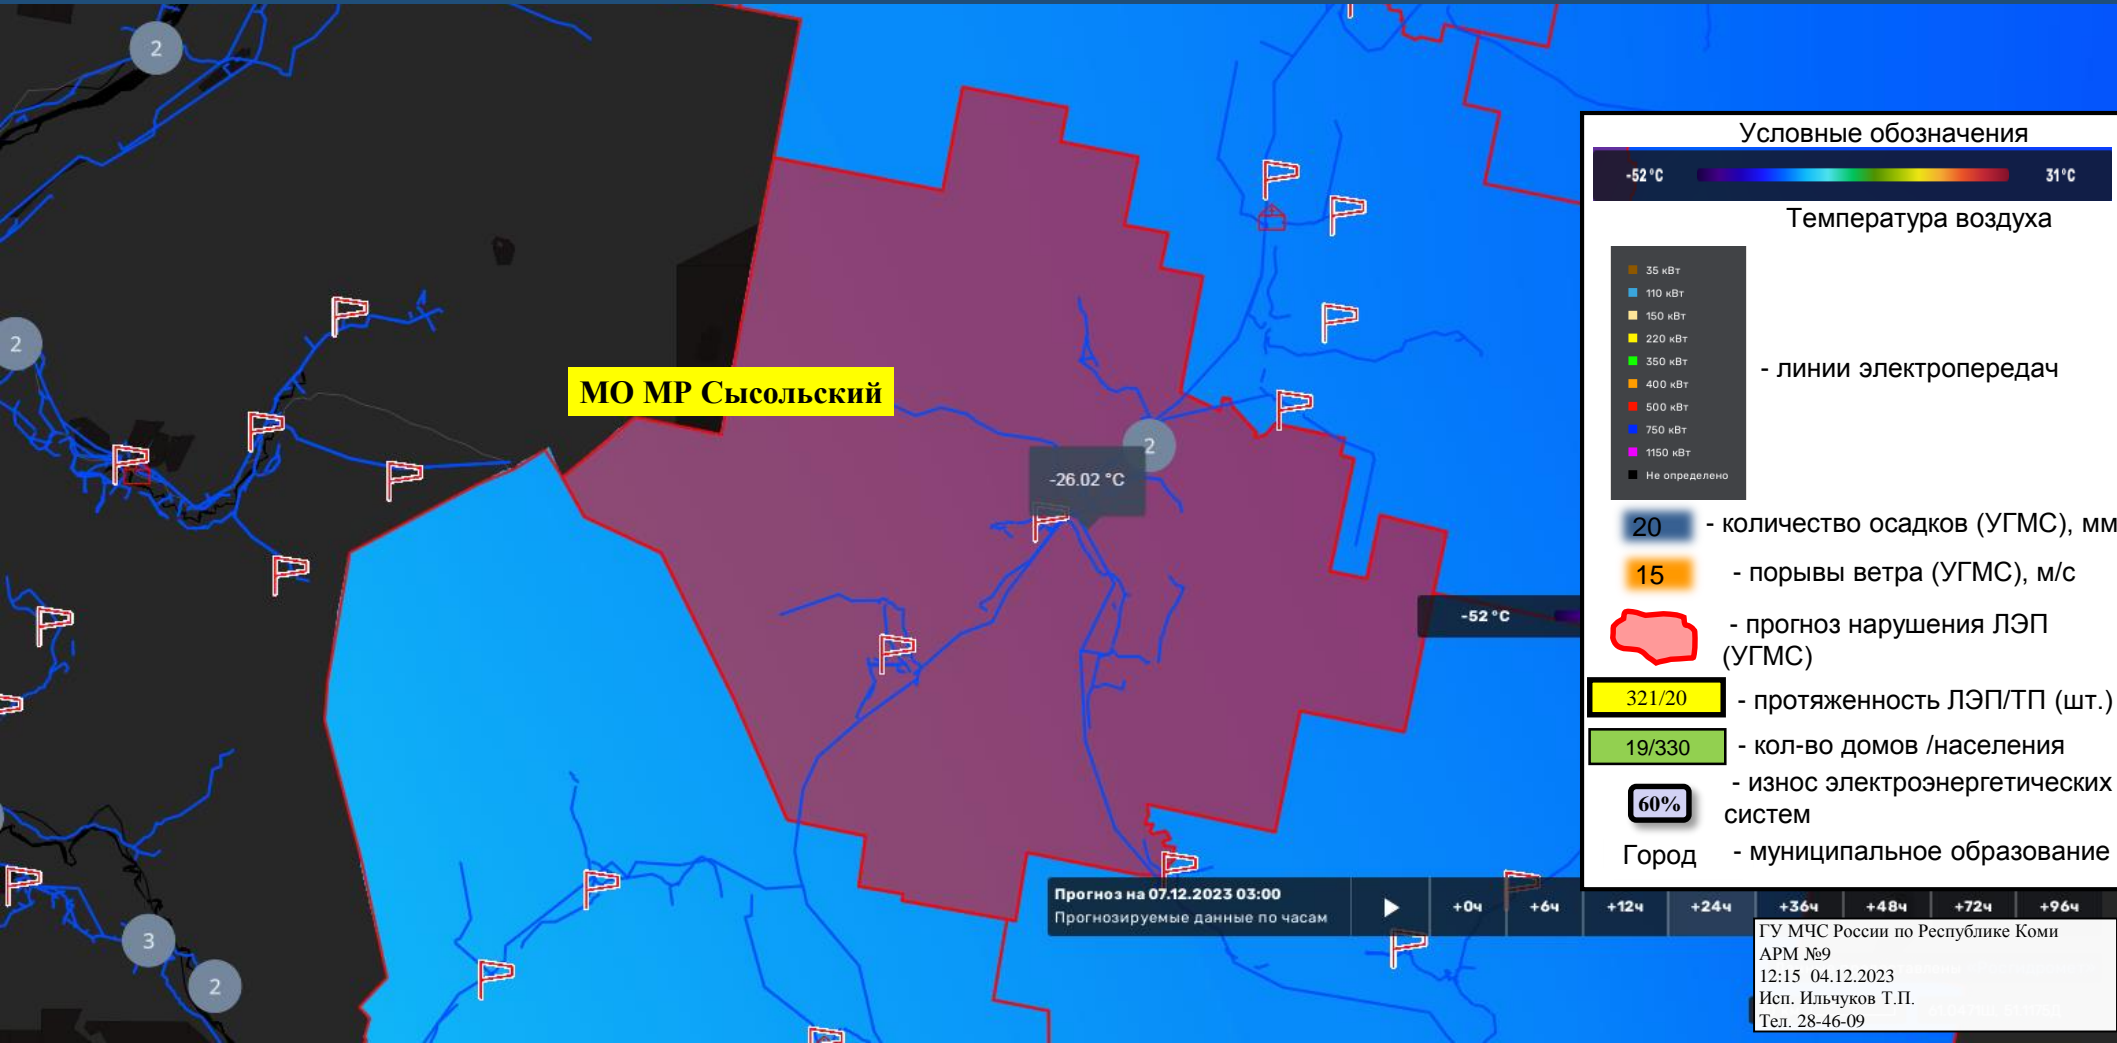 2
2
МО МР Сысольский
2
-26.02 °C
3
2
-52 °C
Условные обозначения
-52 °C
31 °C
Температура воздуха
35 кВт
110 кВт
150 кВт
220 кВт
350 кВт
400 кВт
500 кВт
750 кВт
1150 кВт
Не определено
- линии электропередач
20 - количество осадков (УГМС), мм
15 - порывы ветра (УГМС), м/с
- прогноз нарушения ЛЭП
(УГМС)
321/20 - протяженность ЛЭП/ТП (шт.)
19/330 - кол-во домов /населения
- износ электроэнергетических
60%
систем
Город - муниципальное образование
Прогноз на 07.12.2023 03:00
Прогнозируемые данные по часам
+0ч +6ч +12ч +24ч +36ч +48ч +72ч +96ч
ГУ МЧС России по Республике Коми
АРМ №9
12:15 04.12.2023
Исп. Ильчуков Т.П.
Тел. 28-46-09